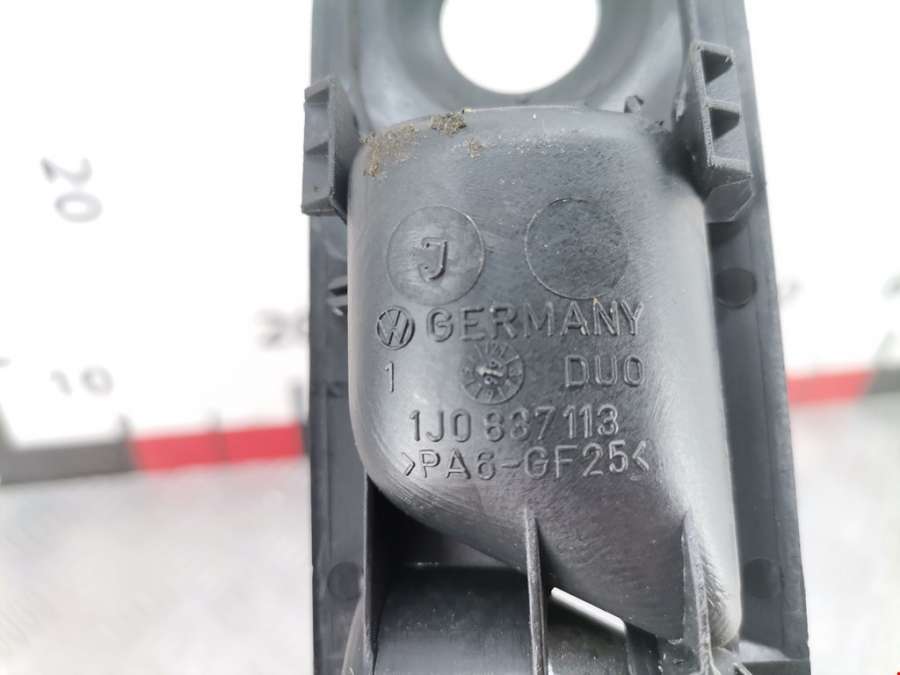 J
GERMANY
1 DUO
1J0 837 113
>PA6-GF25<
20
10